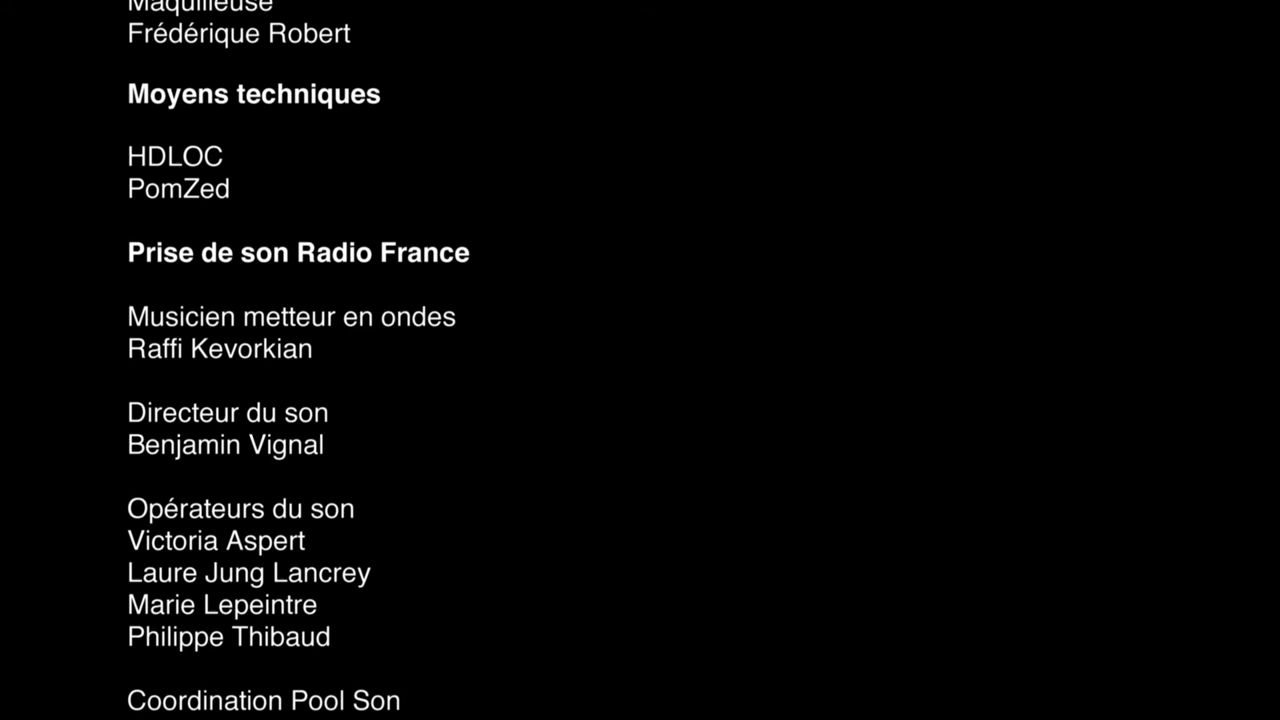 Maquilleuse
Frédérique Robert
Moyens techniques
HDLOC
PomZed
Prise de son Radio France
Musicien metteur en ondes
Raffi Kevorkian
Directeur du son
Benjamin Vignal
Opérateurs du son
Victoria Aspert
Laure Jung Lancrey
Marie Lepeintre
Philippe Thibaud
Coordination Pool Son